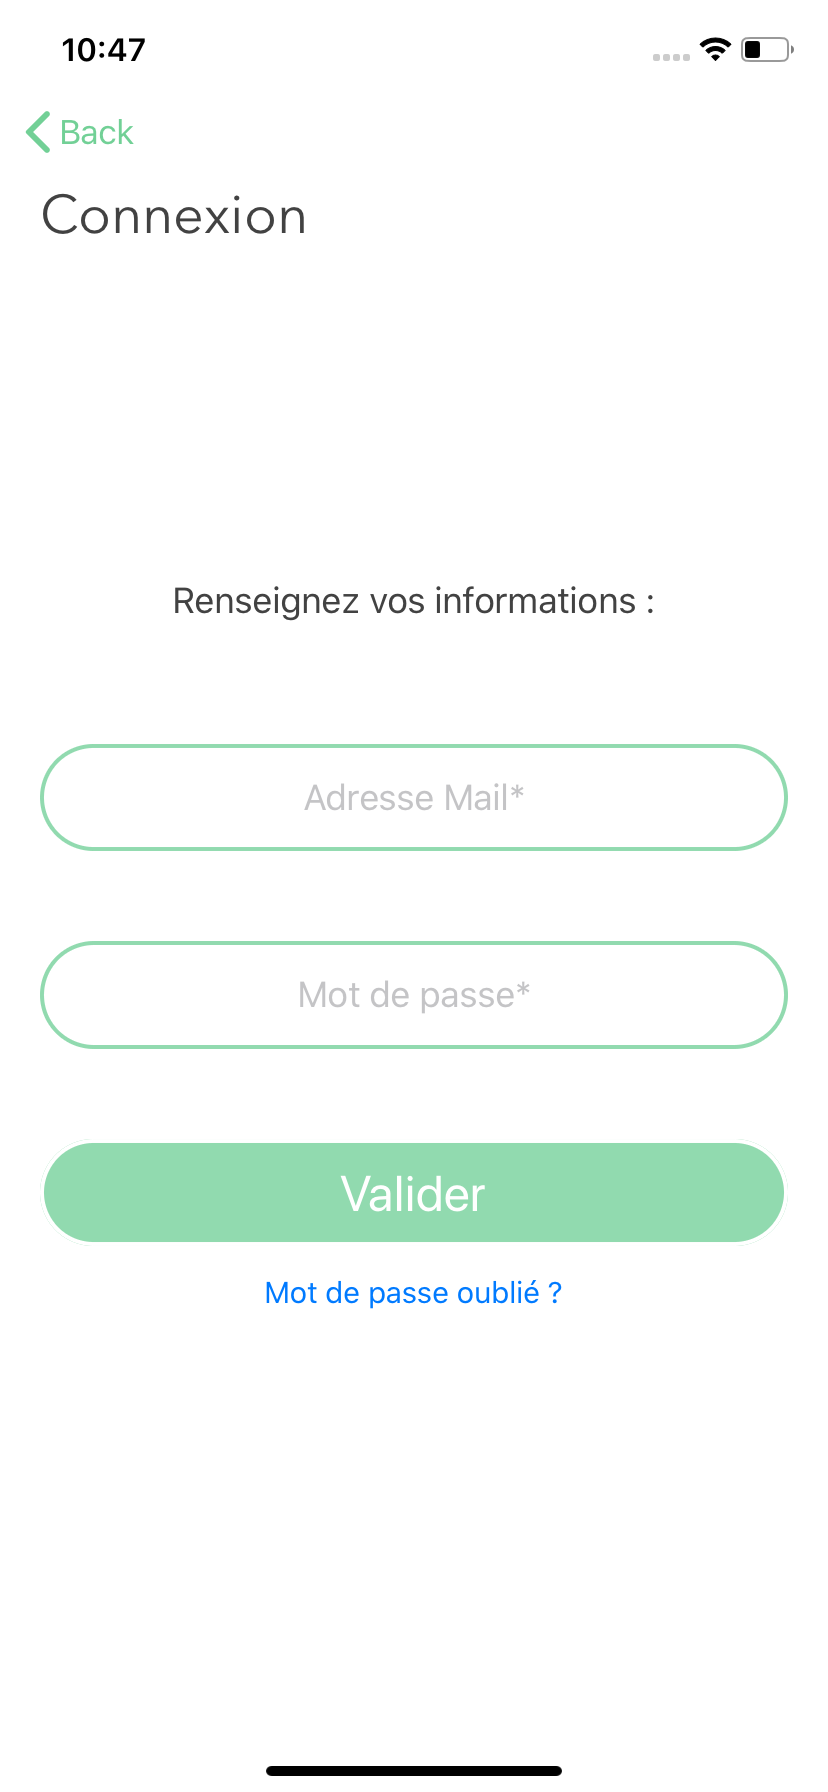 10:47
Back
Connexion
Renseignez vos informations :
Adresse Mail*
Mot de passe*
Valider
Mot de passe oublié ?